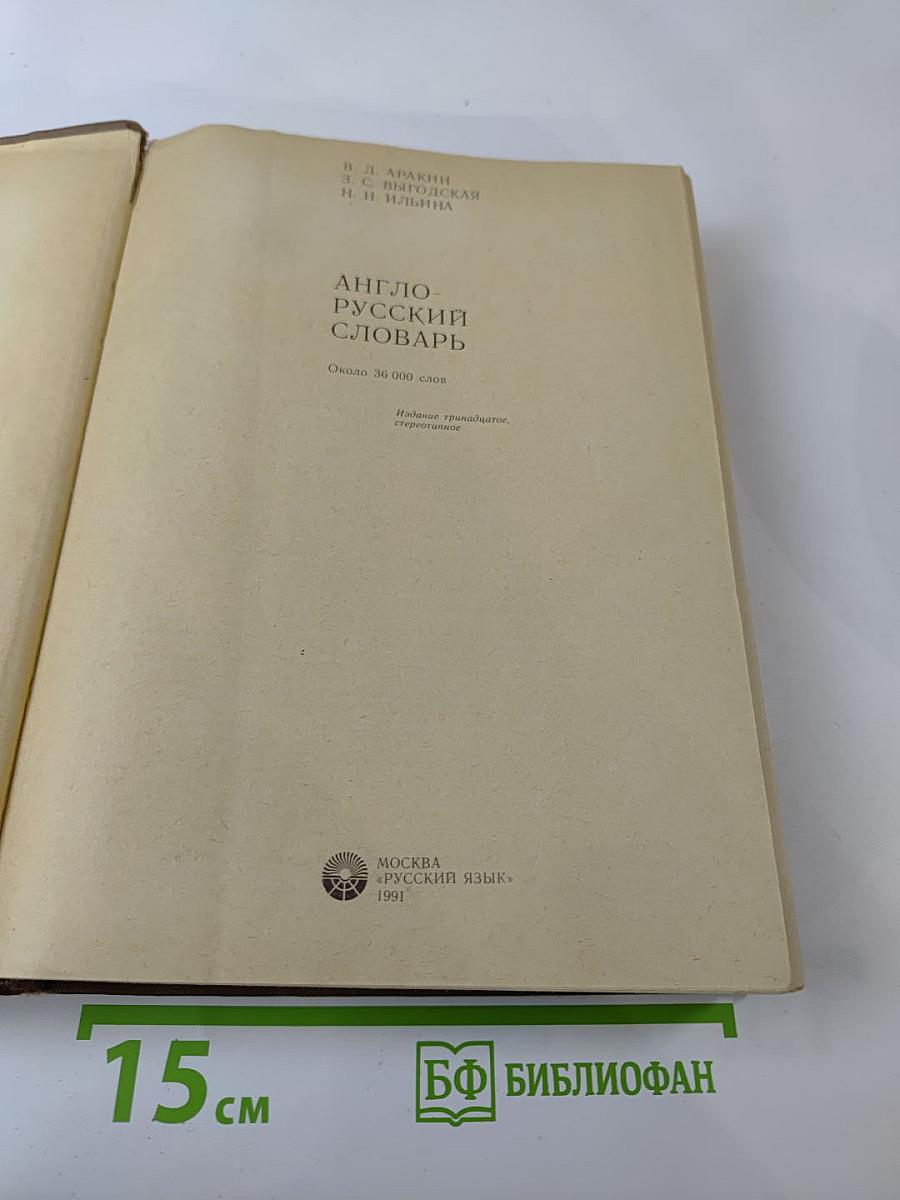 В. Д. АРАКИН
З. С. ВЫГОДСКАЯ
Н. Н. ИЛЬИНА
АНГЛО-
РУССКИЙ
СЛОВАРЬ
Около 36 000 слов
Издание тринадцатое,
стереотипное
МОСКВА
«РУССКИЙ ЯЗЫК»
1991
15 см
БФ БИБЛИОФАН